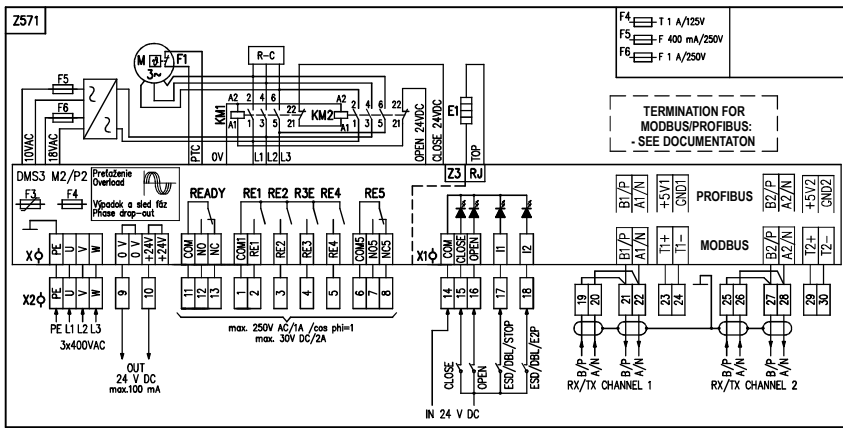 Z571
F4 T 1 A/125V
F5 F 400 mA/250V
F6 F 1 A/250V
M 3~
F1
R-C
F5
F6
10VAC
18VAC
PTC
0V
KM1
A2 2 4 6 22
A1 1 3 5 21
L1 L2 L3
KM2
A2 2 4 6 22
A1 1 3 5 21
OPEN 24VDC
CLOSE 24VDC
E1
TOP
TERMINATION FOR
MODBUS/PROFIBUS:
- SEE DOCUMENTATON
DMS3 M2/P2
F3
F4
Preťaženie
Overload
Výpadok a sled fáz
Phase drop-out
Z3 RJ
READY RE1 RE2 R3E RE4 RE5
B1/P A1/N +5V1 GND1 PROFIBUS B2/P A2/N +5V2 GND2
X PE U V W 0 V 0 V +24V +24V COM NO NC COM1 RE1 RE2 RE3 RE4 COM5 NO5 NC5
X1 COM CLOSE OPEN I1 I2
B1/P A1/N T1+ T1- MODBUS B2/P A2/N T2+ T2-
X2 PE U V W 9 10 11 12 13 1 2 3 4 5 6 7 8 14 15 16 17 18 19 20 21 22 23 24 25 26 27 28 29 30
PE L1 L2 L3
3x400VAC
OUT
24 V DC
max.100 mA
max. 250V AC/1A /cos phi=1
max. 30V DC/2A
CLOSE
OPEN
ESD/DBL/STOP
ESD/DBL/E2P
IN 24 V DC
B/P A/N B/P A/N
RX/TX CHANNEL 1
B/P A/N B/P A/N
RX/TX CHANNEL 2